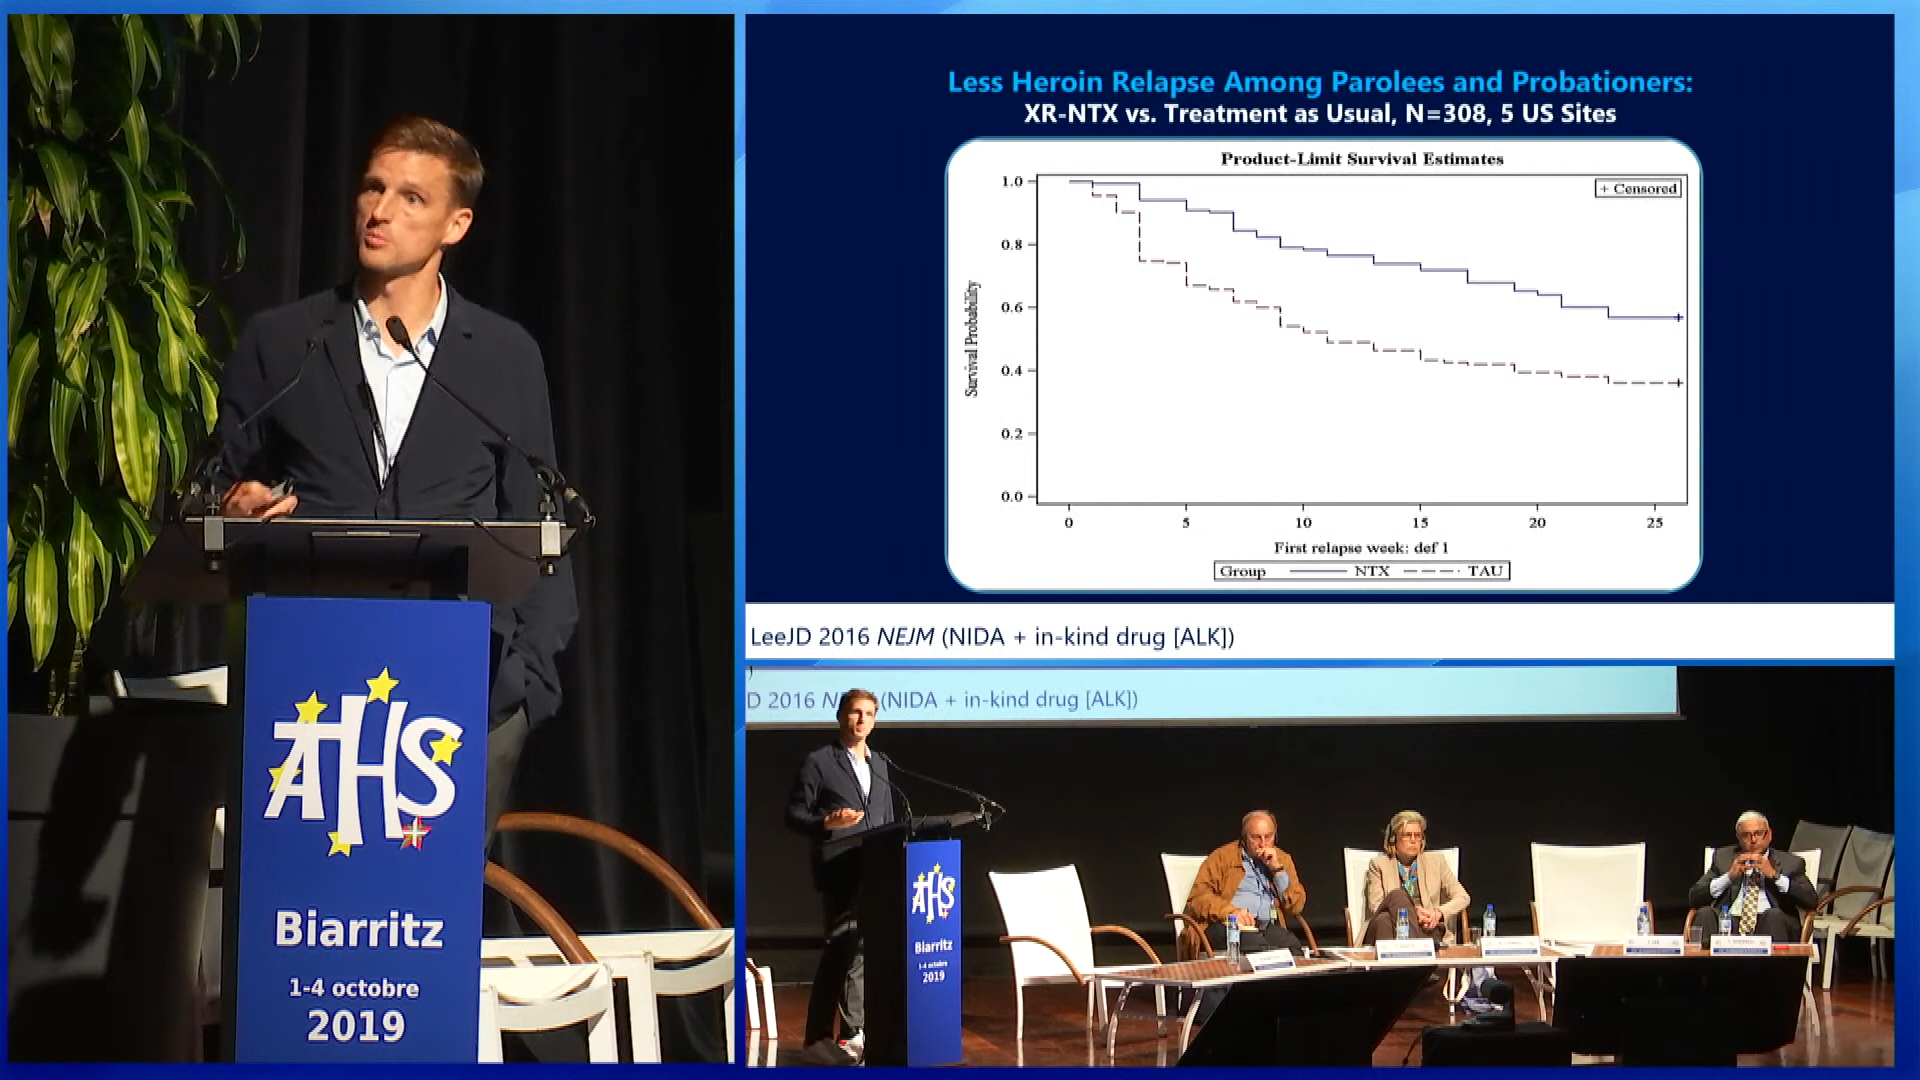 Less Heroin Relapse Among Parolees and Probationers:
XR-NTX vs. Treatment as Usual, N=308, 5 US Sites
Product-Limit Survival Estimates
+ Censored
Survival Probability
1.0
0.8
0.6
0.4
0.2
0.0
0 5 10 15 20 25
First relapse week: def 1
Group NTX TAU
LeeJD 2016 NEJM (NIDA + in-kind drug [ALK])
AHS
Biarritz
1-4 octobre
2019
D 2016 (NIDA + in-kind drug [ALK])
AHS
Biarritz
1-4 octobre
2019